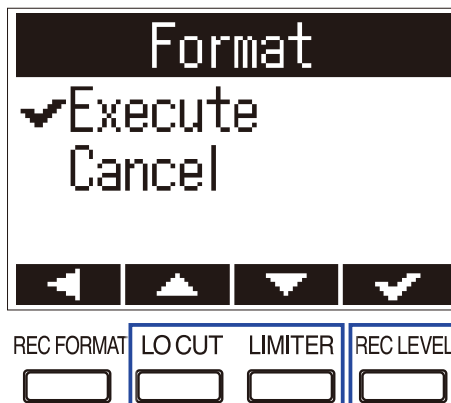 Format
Execute
Cancel
REC FORMAT LO CUT LIMITER REC LEVEL